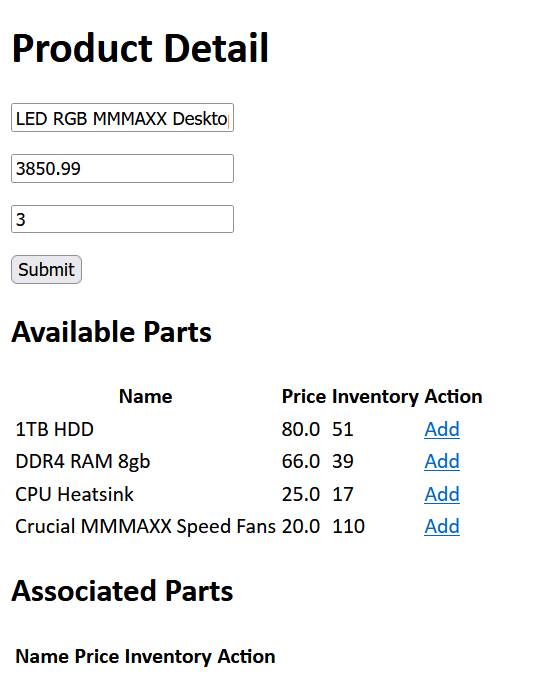 Product Detail
LED RGB MMMAXX Desktop
3850.99
3
Submit
Available Parts
Name Price Inventory Action
1TB HDD 80.0 51 Add
DDR4 RAM 8gb 66.0 39 Add
CPU Heatsink 25.0 17 Add
Crucial MMMAXX Speed Fans 20.0 110 Add
Associated Parts
Name Price Inventory Action